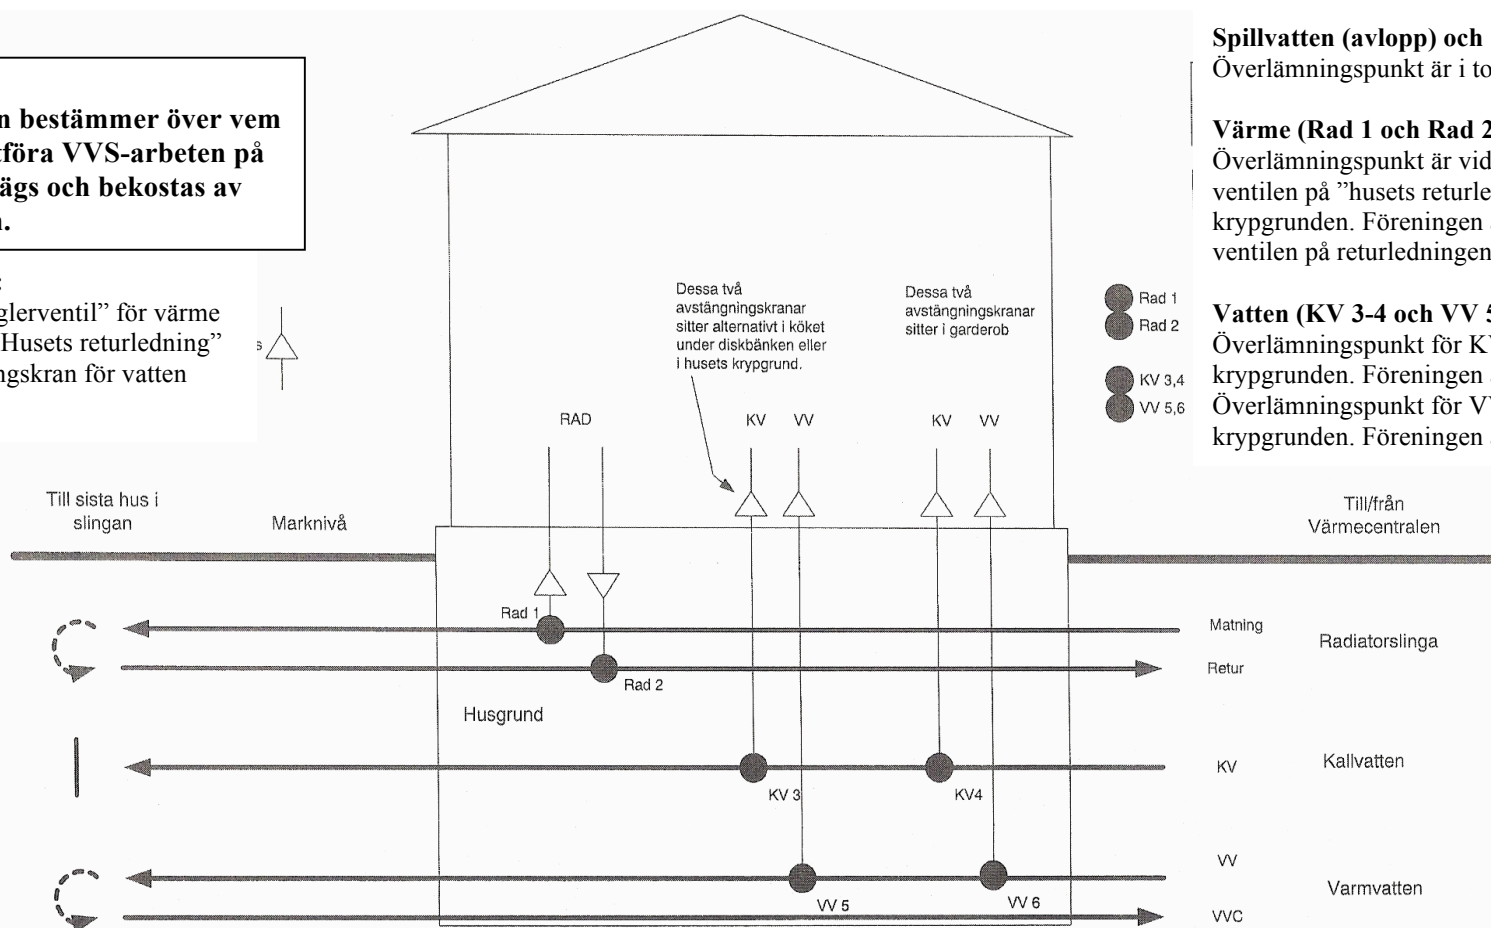 n bestämmer över vem
tföra VVS-arbeten på
ägs och bekostas av
n.
:
glerventil” för värme
”Husets returledning”
ngskran för vatten
s
Spillvatten (avlopp) och
Överlämningspunkt är i to
Värme (Rad 1 och Rad 2
Överlämningspunkt är vid
ventilen på ”husets returle
krypgrunden. Föreningen
ventilen på returledningen
Vatten (KV 3-4 och VV 5
Överlämningspunkt för KV
krypgrunden. Föreningen
Överlämningspunkt för VV
krypgrunden. Föreningen
Dessa två
avstängningskranar
sitter alternativt i köket
under diskbänken eller
i husets krypgrund.
Dessa två
avstängningskranar
sitter i garderob
Rad 1
Rad 2
KV 3,4
VV 5,6
RAD
KV VV
KV VV
Till sista hus i
slingan
Marknivå
Till/från
Värmecentralen
Rad 1
Matning
Radiatorslinga
Retur
Rad 2
Husgrund
KV
Kallvatten
KV 3
KV4
VV
Varmvatten
VV 5
VV 6
VVC